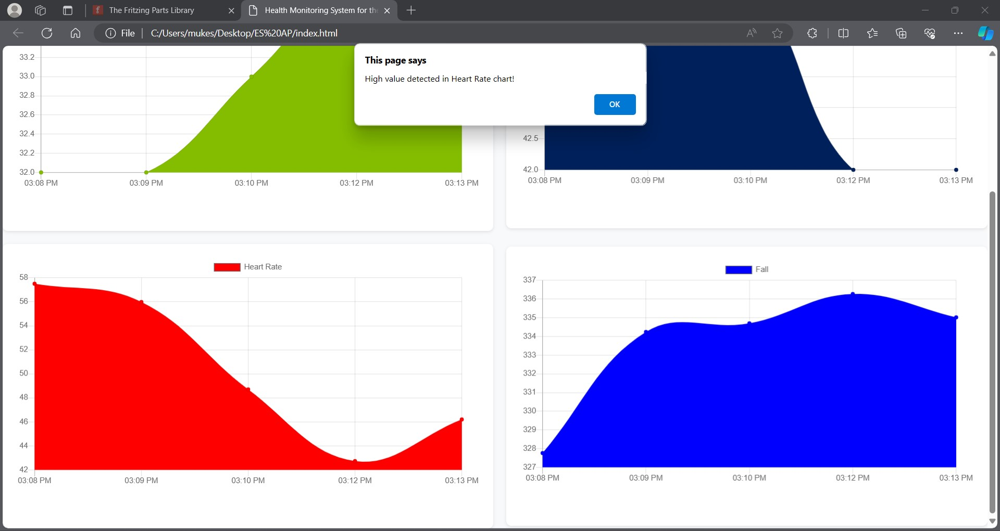 The Fritzing Parts Library
Health Monitoring System for the
File
C:/Users/mukes/Desktop/ES%20AP/index.html
This page says
High value detected in Heart Rate chart!
OK
33.2
33.0
32.8
32.6
32.4
32.2
32.0
03:08 PM 03:09 PM 03:10 PM 03:12 PM 03:13 PM
42.5
42.0
03:08 PM 03:09 PM 03:10 PM 03:12 PM 03:13 PM
Heart Rate
58
56
54
52
50
48
46
44
42
03:08 PM 03:09 PM 03:10 PM 03:12 PM 03:13 PM
Fall
337
336
335
334
333
332
331
330
329
328
327
03:08 PM 03:09 PM 03:10 PM 03:12 PM 03:13 PM